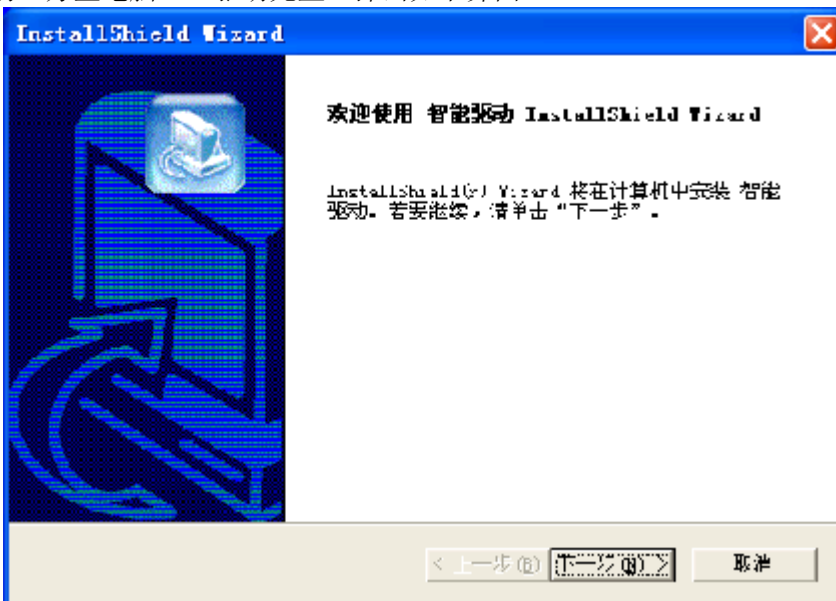 InstallShield Wizard
欢迎使用 智能驱动 InstallShield Wizard
InstallShield(r) Wizard 将在计算机中安装 智能
驱动。若要继续，请单击“下一步”。
< 上一步(B)
下一步(N) >
取消